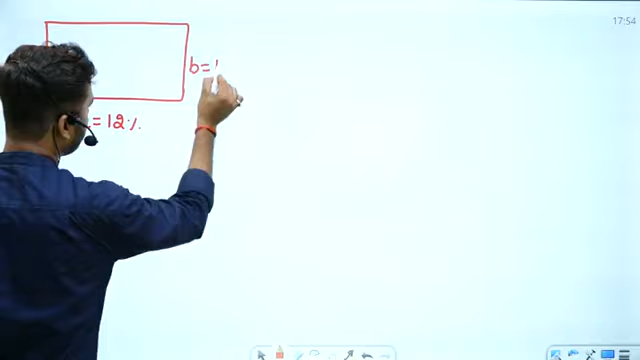 17:54
b=
= 12%